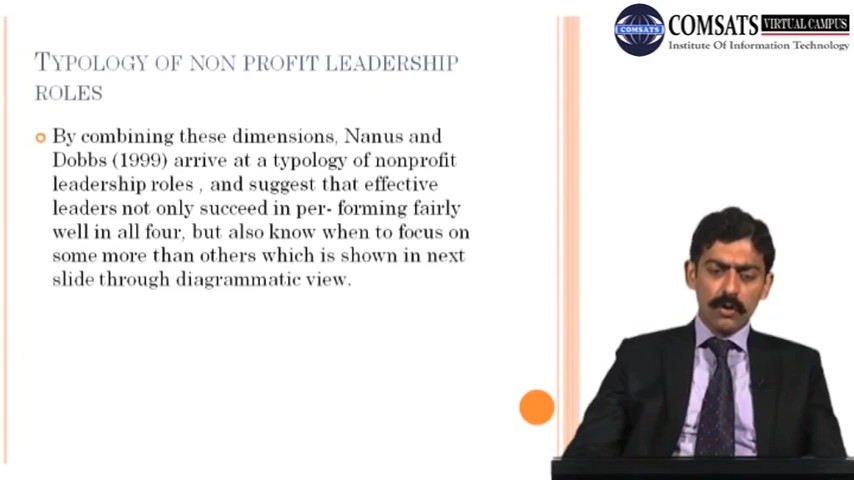 COMSATS VIRTUAL CAMPUS
Institute Of Information Technology
COMSATS
TYPOLOGY OF NON PROFIT LEADERSHIP
ROLES
By combining these dimensions, Nanus and
Dobbs (1999) arrive at a typology of nonprofit
leadership roles , and suggest that effective
leaders not only succeed in per- forming fairly
well in all four, but also know when to focus on
some more than others which is shown in next
slide through diagrammatic view.